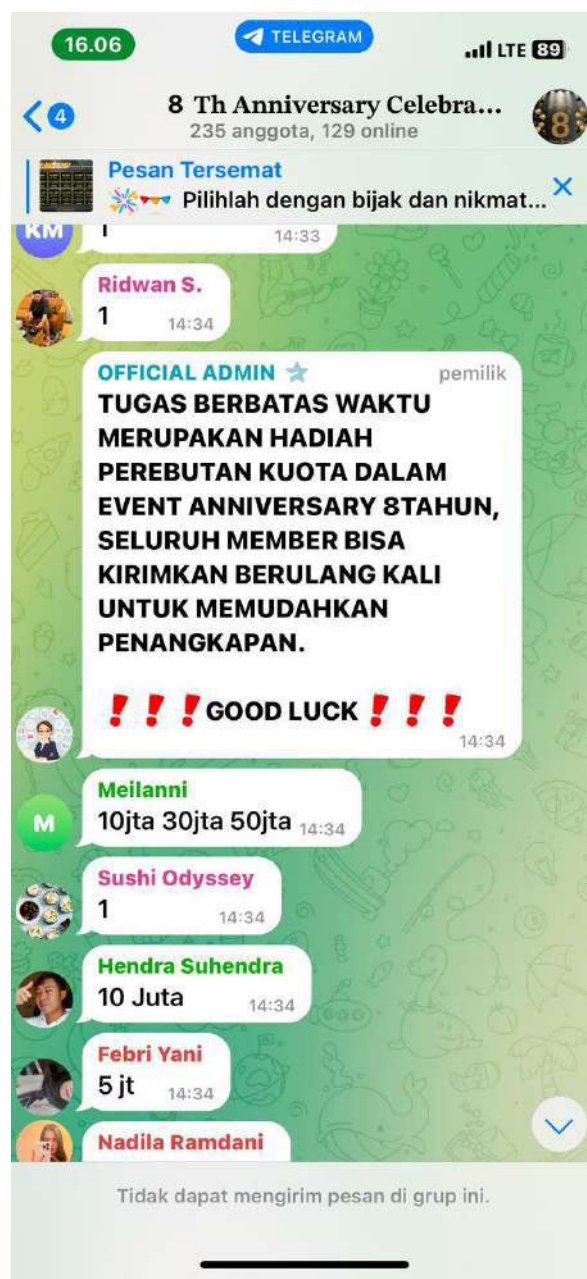 16.06
TELEGRAM
LTE 89
4
8 Th Anniversary Celebra...
235 anggota, 129 online
8
Pesan Tersemat
Pilihlah dengan bijak dan nikmat...
KM
1 14:33
Ridwan S.
1 14:34
OFFICIAL ADMIN pemilik
TUGAS BERBATAS WAKTU
MERUPAKAN HADIAH
PEREBUTAN KUOTA DALAM
EVENT ANNIVERSARY 8TAHUN,
SELURUH MEMBER BISA
KIRIMKAN BERULANG KALI
UNTUK MEMUDAHKAN
PENANGKAPAN.
❗❗❗GOOD LUCK❗❗❗
14:34
Meilanni
M
10jta 30jta 50jta 14:34
Sushi Odyssey
1 14:34
Hendra Suhendra
10 Juta 14:34
Febri Yani
5 jt 14:34
Nadila Ramdani
Tidak dapat mengirim pesan di grup ini.